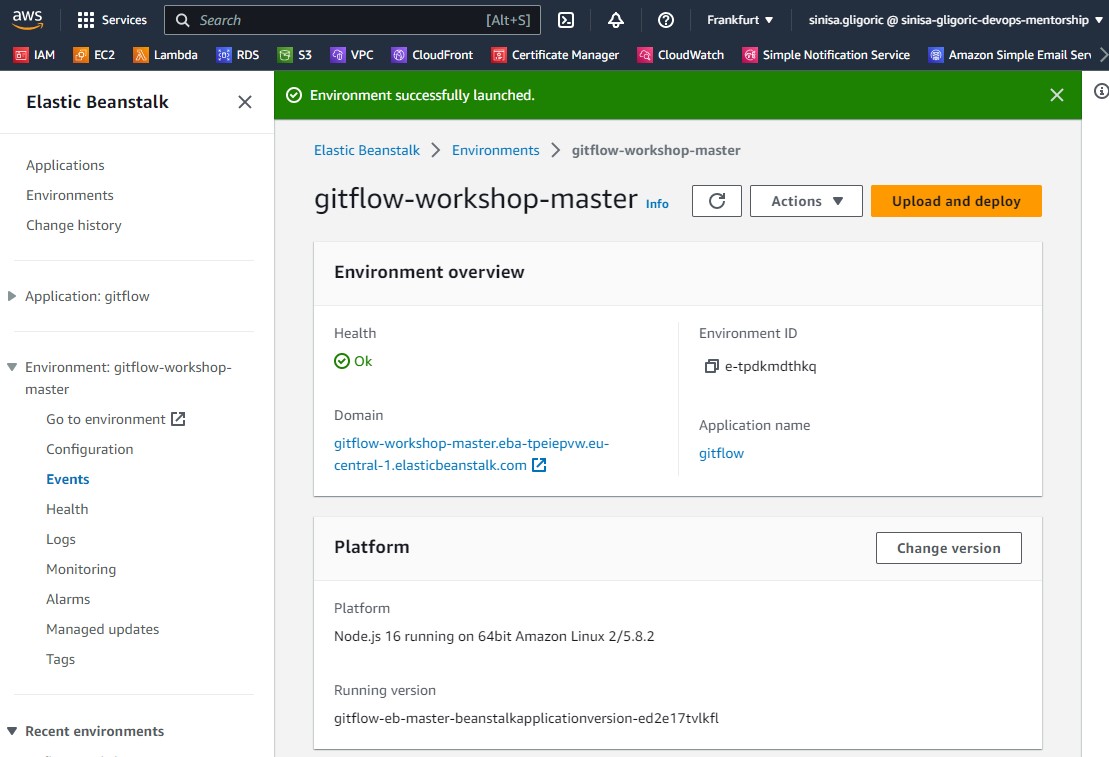 aws
Services
Search [Alt+S]
Frankfurt
sinisa.gligoric @ sinisa-gligoric-devops-mentorship
IAM
EC2
Lambda
RDS
S3
VPC
CloudFront
Certificate Manager
CloudWatch
Simple Notification Service
Amazon Simple Email Serv
Elastic Beanstalk
Applications
Environments
Change history
Application: gitflow
Environment: gitflow-workshop-
master
Go to environment
Configuration
Events
Health
Logs
Monitoring
Alarms
Managed updates
Tags
Recent environments
Environment successfully launched.
Elastic Beanstalk > Environments > gitflow-workshop-master
gitflow-workshop-master Info
Actions
Upload and deploy
Environment overview
Health
Ok
Domain
gitflow-workshop-master.eba-tpeiepvw.eu-
central-1.elasticbeanstalk.com
Environment ID
e-tpdkmdthkq
Application name
gitflow
Platform
Change version
Platform
Node.js 16 running on 64bit Amazon Linux 2/5.8.2
Running version
gitflow-eb-master-beanstalkapplicationversion-ed2e17tvlkfl